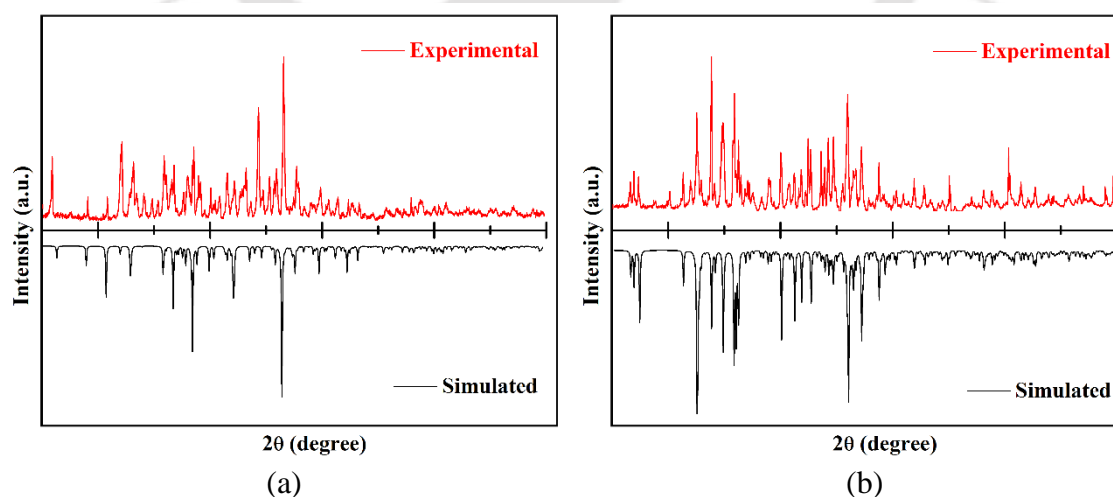 Experimental
Intensity (a.u.)
Simulated
2θ (degree)
(a)
Experimental
Intensity (a.u.)
Simulated
2θ (degree)
(b)